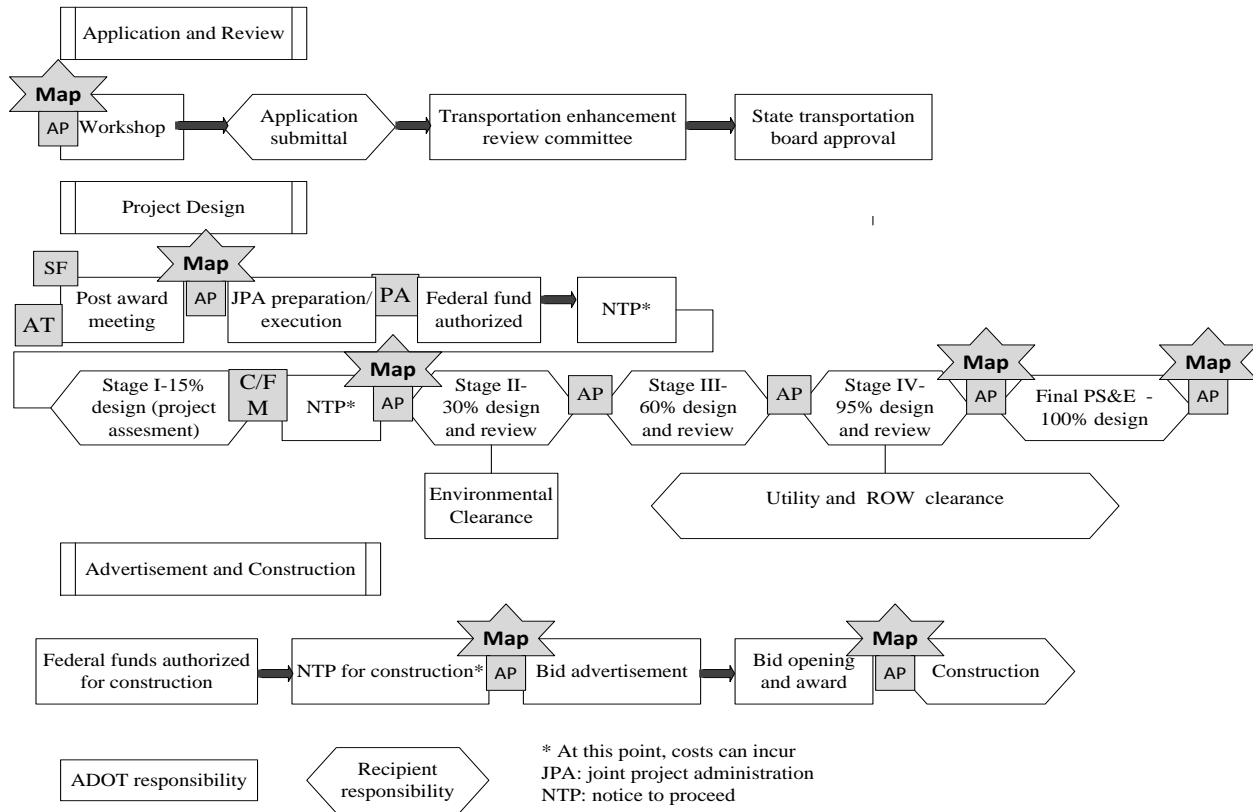 Application and Review
Map
AP
Workshop
Application
submittal
Transportation enhancement
review committee
State transportation
board approval
Project Design
SF
AT
Post award
meeting
Map
AP
JPA preparation/
execution
PA
Federal fund
authorized
NTP*
Stage I-15%
design (project
assesment)
C/F
M
NTP*
Map
AP
Stage II-
30% design
and review
AP
Stage III-
60% design
and review
AP
Stage IV-
95% design
and review
Map
AP
Final PS&E -
100% design
Map
AP
Environmental
Clearance
Utility and ROW clearance
Advertisement and Construction
Federal funds authorized
for construction
NTP for construction*
Map
AP
Bid advertisement
Bid opening
and award
Map
AP
Construction
ADOT responsibility
Recipient
responsibility
* At this point, costs can incur
JPA: joint project administration
NTP: notice to proceed